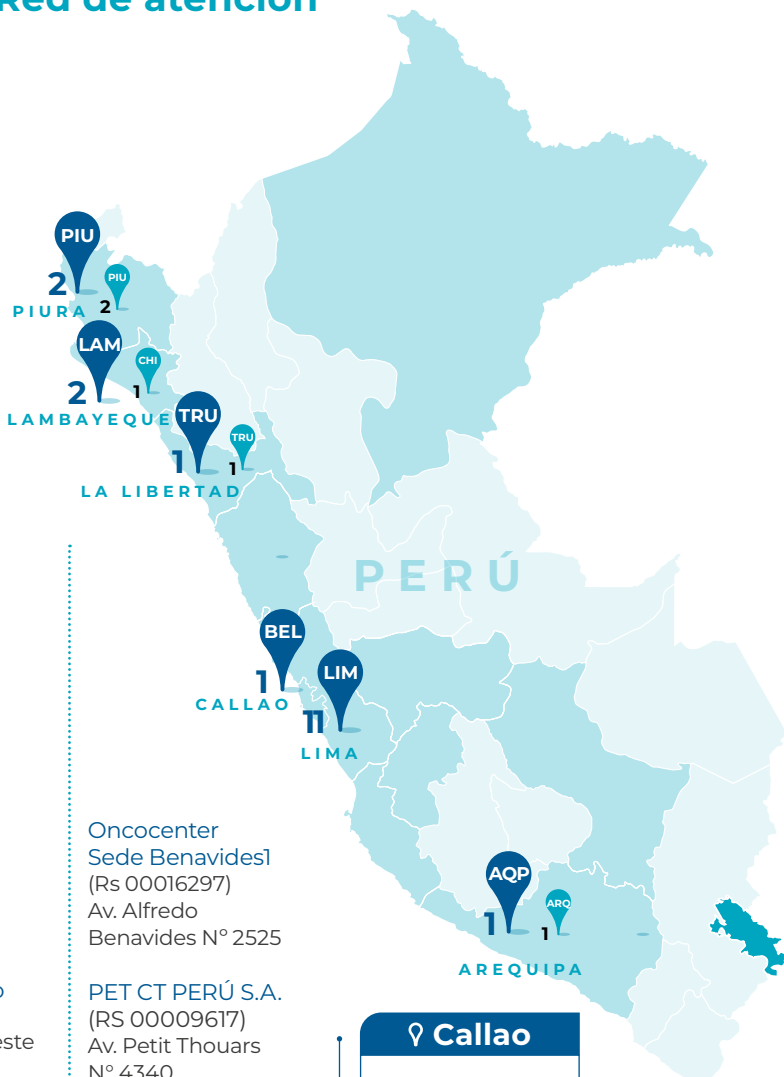 Red de atención
PIU
2
PIU
2
PIURA
LAM
2
CHI
1
LAMBAYEQUE
TRU
1
TRU
1
LA LIBERTAD
PERÚ
BEL
1
CALLAO
LIM
11
LIMA
Oncocenter
Sede Benavides1
(Rs 00016297)
Av. Alfredo
Benavides Nº 2525
PET CT PERÚ S.A.
(RS 00009617)
Av. Petit Thouars
N° 4340
AQP
1
ARQ
1
AREQUIPA
Callao